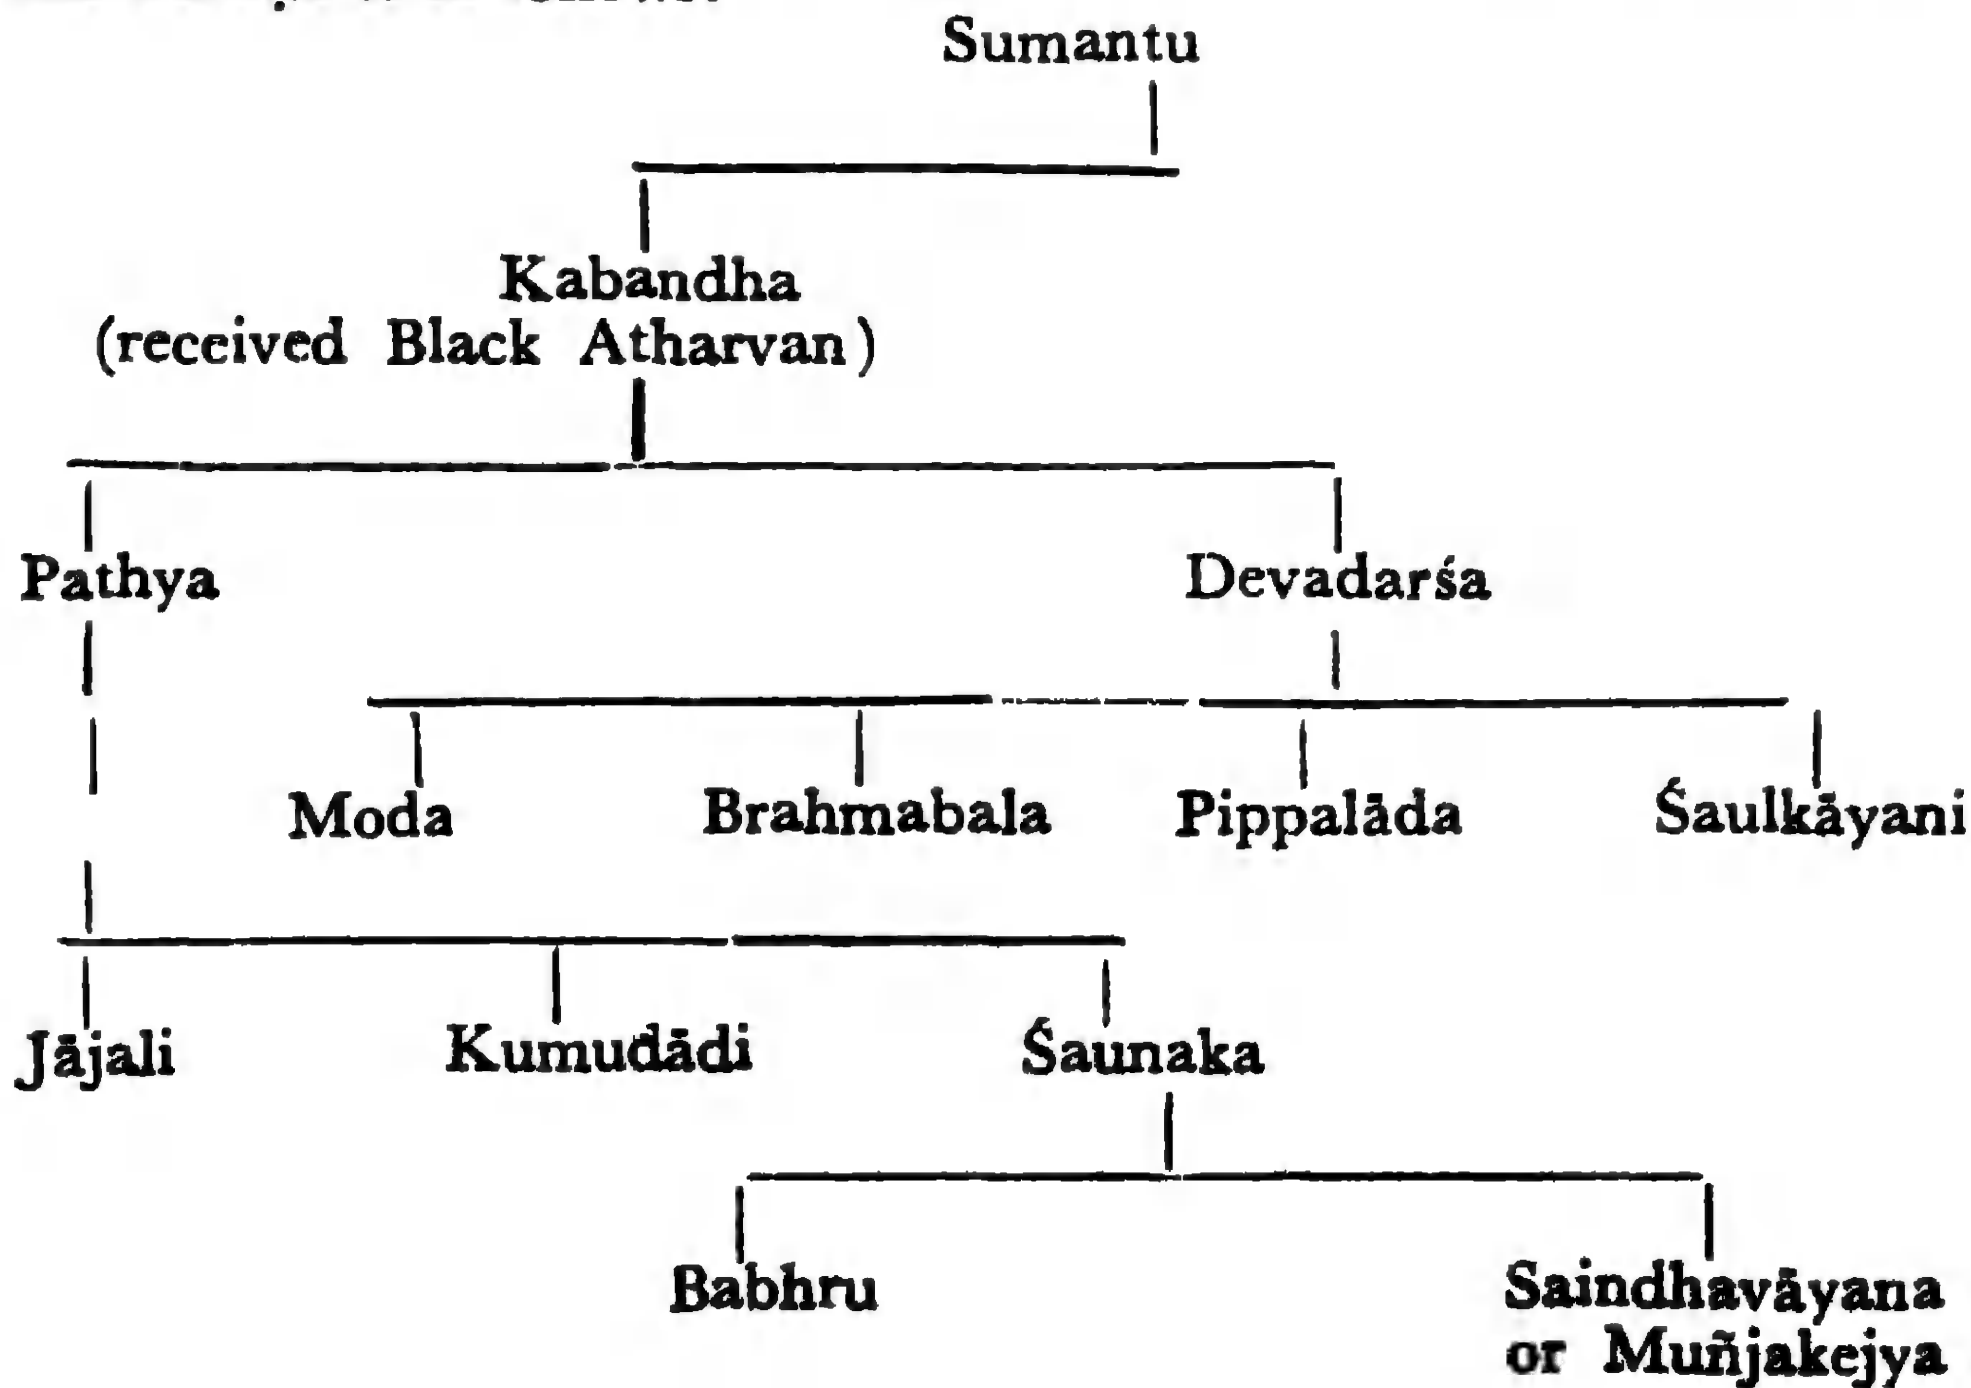 Sumantu
Kabandha
(received Black Atharvan)
Pathya Devadarśa
Moda Brahmabala Pippalāda Śaulkāyani
Jājali Kumudādi Śaunaka
Babhru Saindhavāyana
or Muñjakejya